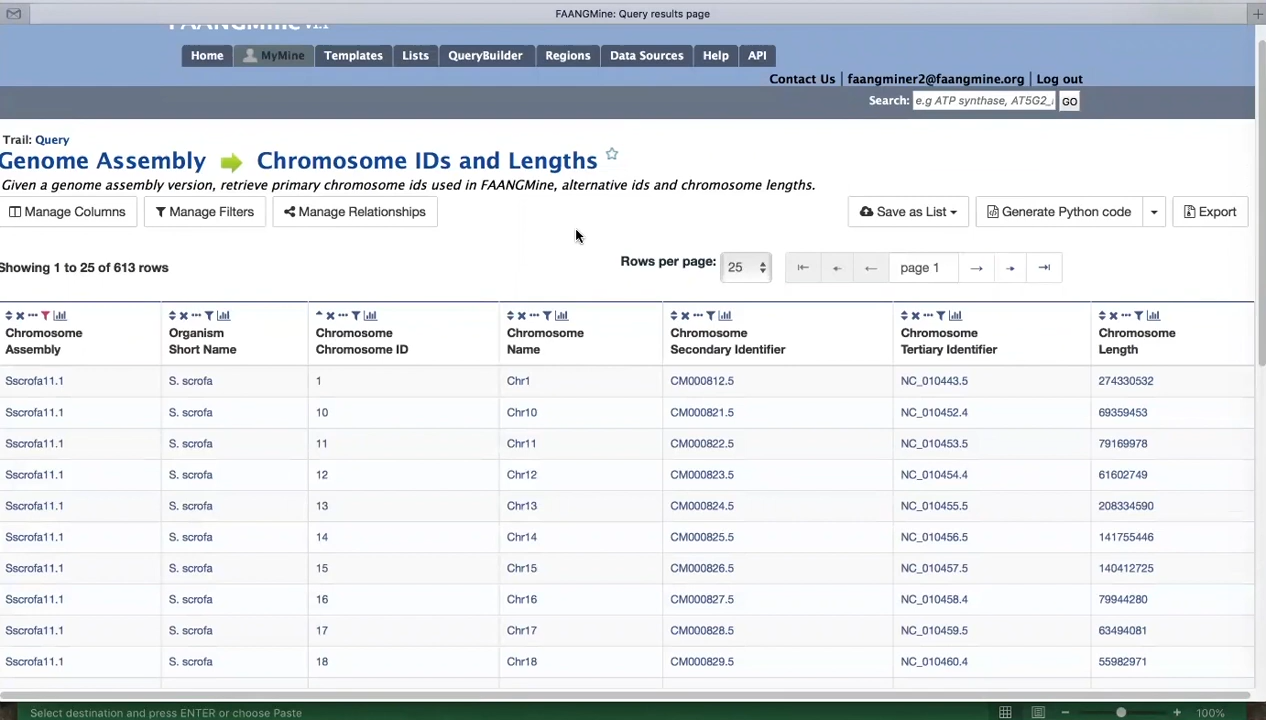 FAANGMine: Query results page
FAANGMine v1.1
Home MyMine Templates Lists QueryBuilder Regions Data Sources Help API
Contact Us | faangminer2@faangmine.org | Log out
Search: e.g ATP synthase, AT5G2_ GO
Trail: Query
Genome Assembly Chromosome IDs and Lengths
Given a genome assembly version, retrieve primary chromosome ids used in FAANGMine, alternative ids and chromosome lengths.
Manage Columns Manage Filters Manage Relationships Save as List Generate Python code Export
Showing 1 to 25 of 613 rows Rows per page: 25 page 1
Chromosome Organism Chromosome Chromosome Chromosome Chromosome Chromosome
Assembly Short Name Chromosome ID Name Secondary Identifier Tertiary Identifier Length
Sscrofa11.1 S. scrofa 1 Chr1 CM000812.5 NC_010443.5 274330532
Sscrofa11.1 S. scrofa 10 Chr10 CM000821.5 NC_010452.4 69359453
Sscrofa11.1 S. scrofa 11 Chr11 CM000822.5 NC_010453.5 79169978
Sscrofa11.1 S. scrofa 12 Chr12 CM000823.5 NC_010454.4 61602749
Sscrofa11.1 S. scrofa 13 Chr13 CM000824.5 NC_010455.5 208334590
Sscrofa11.1 S. scrofa 14 Chr14 CM000825.5 NC_010456.5 141755446
Sscrofa11.1 S. scrofa 15 Chr15 CM000826.5 NC_010457.5 140412725
Sscrofa11.1 S. scrofa 16 Chr16 CM000827.5 NC_010458.4 79944280
Sscrofa11.1 S. scrofa 17 Chr17 CM000828.5 NC_010459.5 63494081
Sscrofa11.1 S. scrofa 18 Chr18 CM000829.5 NC_010460.4 55982971
Select destination and press ENTER or choose Paste 100%